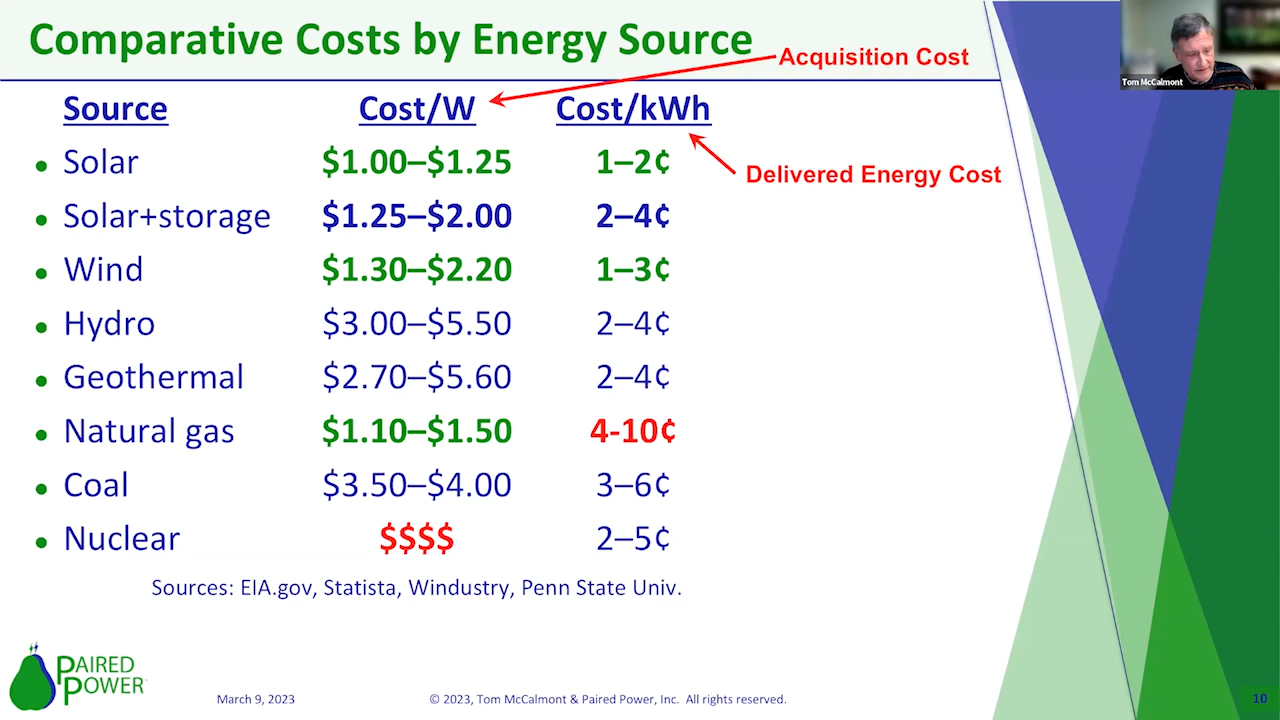 Comparative Costs by Energy Source
Acquisition Cost
Tom McCalmont
Source Cost/W Cost/kWh
Solar $1.00–$1.25 1–2¢
Delivered Energy Cost
Solar+storage $1.25–$2.00 2–4¢
Wind $1.30–$2.20 1–3¢
Hydro $3.00–$5.50 2–4¢
Geothermal $2.70–$5.60 2–4¢
Natural gas $1.10–$1.50 4-10¢
Coal $3.50–$4.00 3–6¢
Nuclear $$$$ 2–5¢
Sources: EIA.gov, Statista, Windustry, Penn State Univ.
PAIRED
POWER
March 9, 2023 © 2023, Tom McCalmont & Paired Power, Inc. All rights reserved. 10